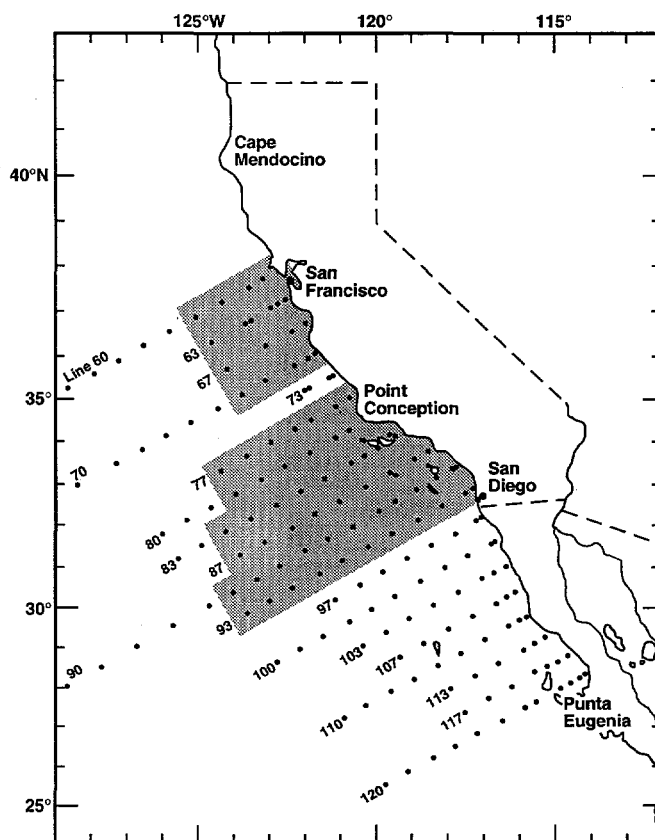 125°W 120° 115°
Cape
Mendocino
40°N
San
Francisco
Line 60
63
67
35°
73
Point
Conception
70
77
San
Diego
80
83
87
30°
97
93
90
100
103
107
113
110
117
Punta
Eugenia
120
25°